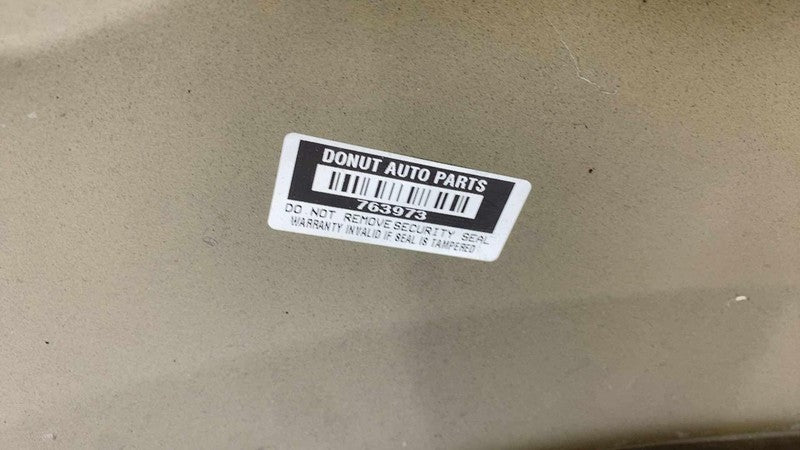 DONUT AUTO PARTS
763973
DO NOT REMOVE SECURITY SEAL
WARRANTY INVALID IF SEAL IS TAMPERED